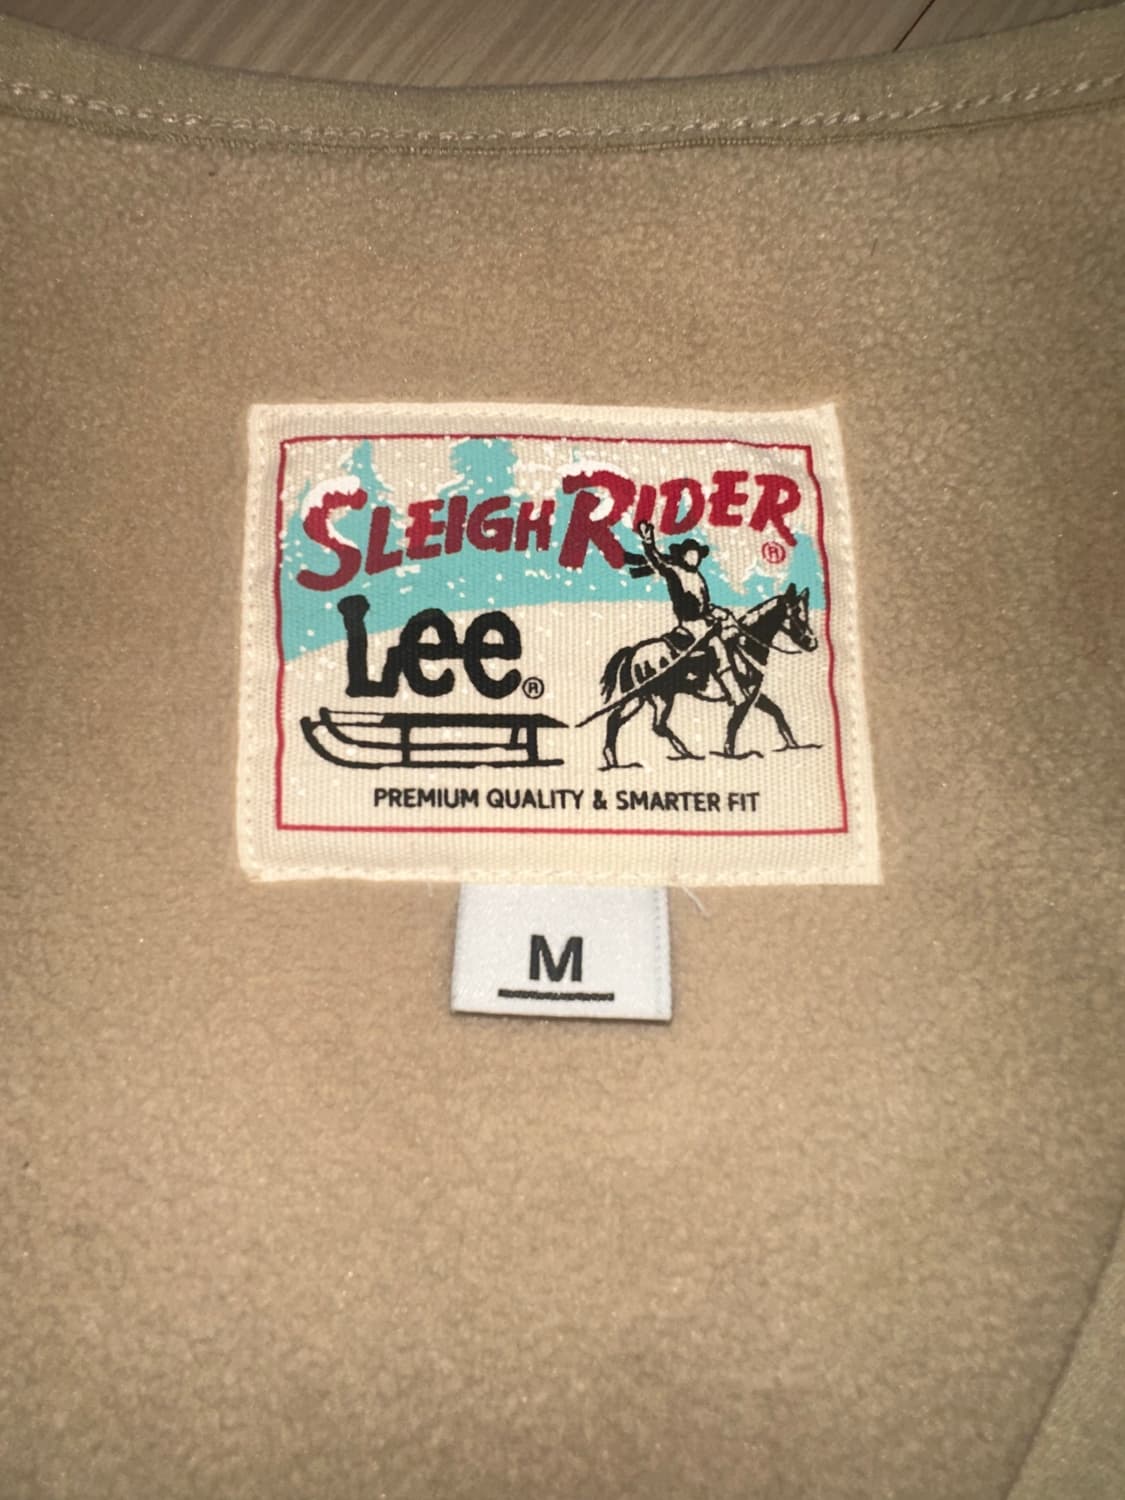 SLEIGH RIDER ®
Lee ®
PREMIUM QUALITY & SMARTER FIT
M